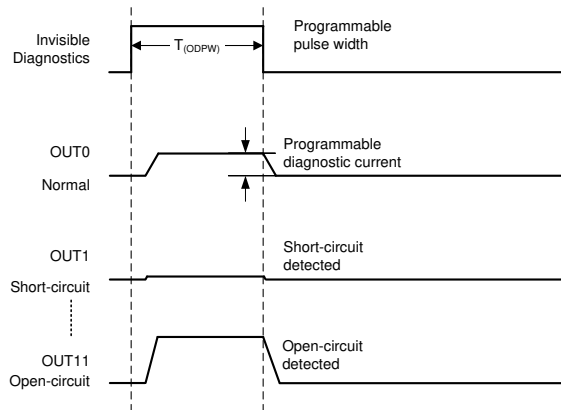 Invisible
Diagnostics
T(ODPW)
Programmable
pulse width
OUT0
Normal
Programmable
diagnostic current
OUT1
Short-circuit
Short-circuit
detected
OUT11
Open-circuit
Open-circuit
detected